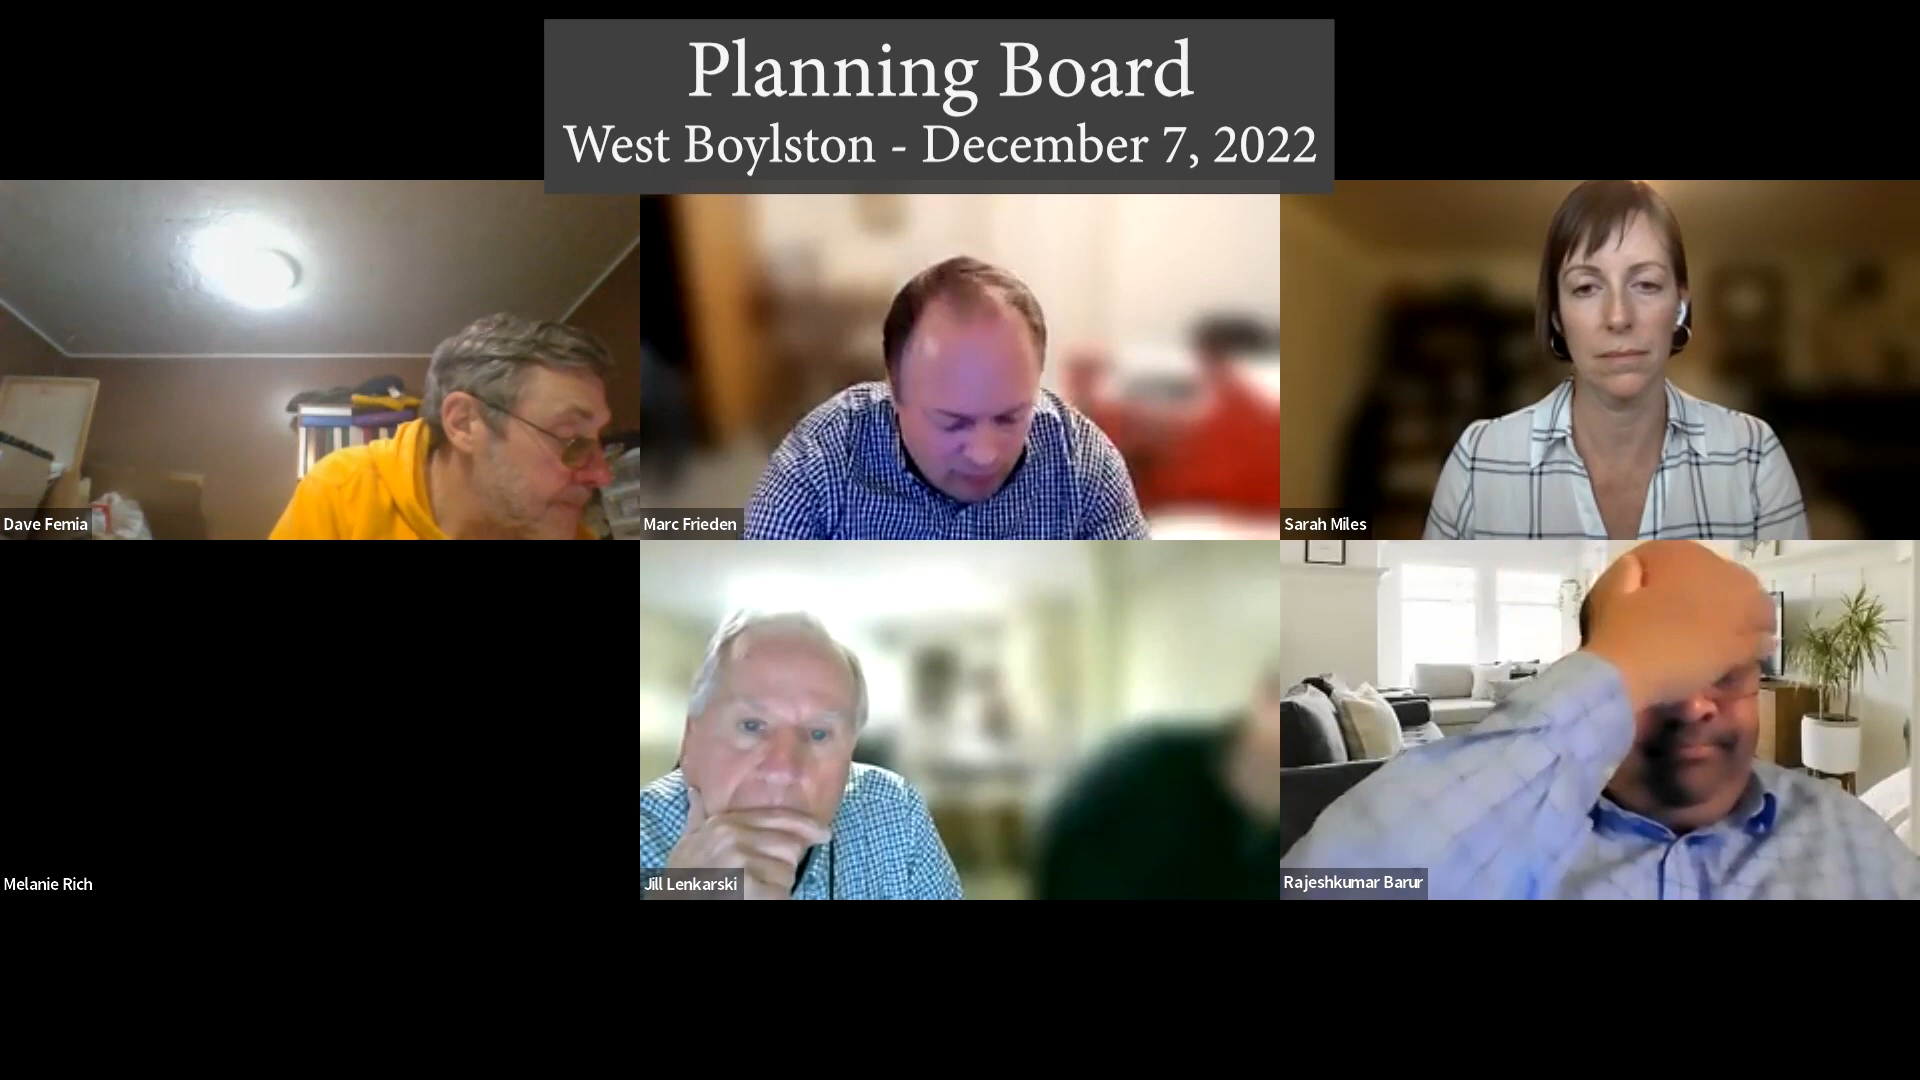 Planning Board
West Boylston - December 7, 2022
Dave Femia
Marc Frieden
Sarah Miles
Melanie Rich
Jill Lenkarski
Rajeshkumar Barur